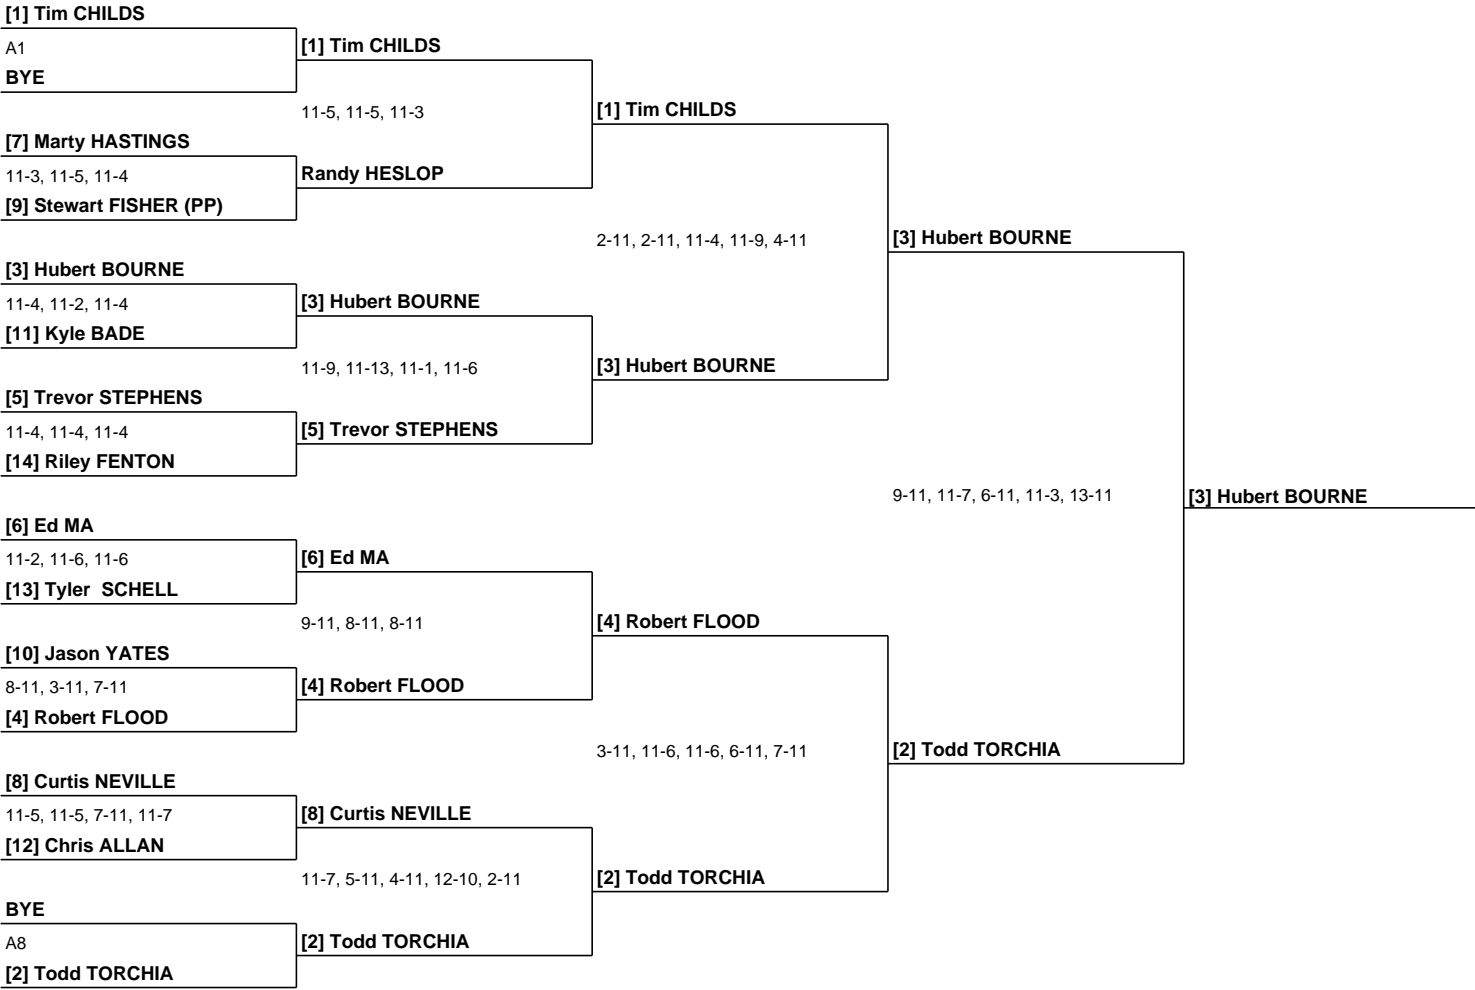 [1] Tim CHILDS
A1
BYE
[7] Marty HASTINGS
11-3, 11-5, 11-4
[9] Stewart FISHER (PP)
[3] Hubert BOURNE
11-4, 11-2, 11-4
[11] Kyle BADE
[5] Trevor STEPHENS
11-4, 11-4, 11-4
[14] Riley FENTON
[6] Ed MA
11-2, 11-6, 11-6
[13] Tyler  SCHELL
[10] Jason YATES
8-11, 3-11, 7-11
[4] Robert FLOOD
[8] Curtis NEVILLE
11-5, 11-5, 7-11, 11-7
[12] Chris ALLAN
BYE
A8
[2] Todd TORCHIA
[1] Tim CHILDS
11-5, 11-5, 11-3
Randy HESLOP
[3] Hubert BOURNE
11-9, 11-13, 11-1, 11-6
[5] Trevor STEPHENS
[6] Ed MA
9-11, 8-11, 8-11
[4] Robert FLOOD
[8] Curtis NEVILLE
11-7, 5-11, 4-11, 12-10, 2-11
[2] Todd TORCHIA
[1] Tim CHILDS
2-11, 2-11, 11-4, 11-9, 4-11
[3] Hubert BOURNE
[4] Robert FLOOD
3-11, 11-6, 11-6, 6-11, 7-11
[2] Todd TORCHIA
[3] Hubert BOURNE
9-11, 11-7, 6-11, 11-3, 13-11
[2] Todd TORCHIA
[3] Hubert BOURNE